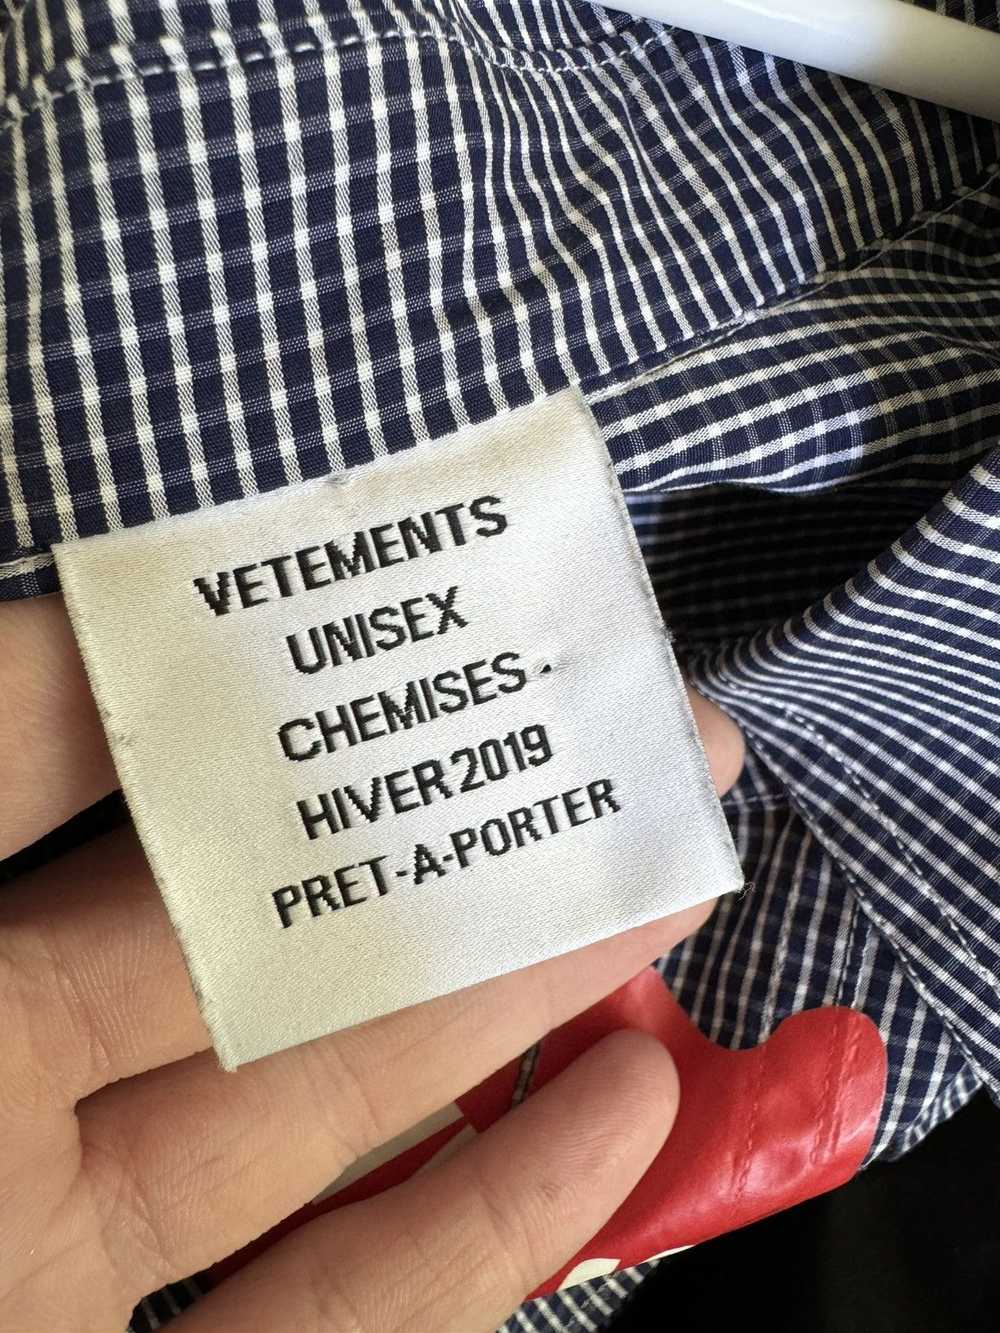 VETEMENTS
UNISEX
CHEMISES -
HIVER 2019
PRET-A-PORTER